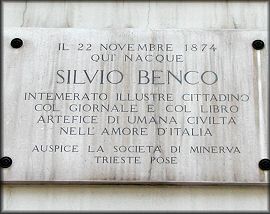 IL 22 NOVEMBRE 1874
QUI NACQUE
SILVIO BENCO
INTEMERATO ILLUSTRE CITTADINO
COL GIORNALE E COL LIBRO
ARTEFICE DI UMANA CIVILTÀ
NELL'AMORE D'ITALIA
AUSPICE LA SOCIETÀ DI MINERVA
TRIESTE POSE